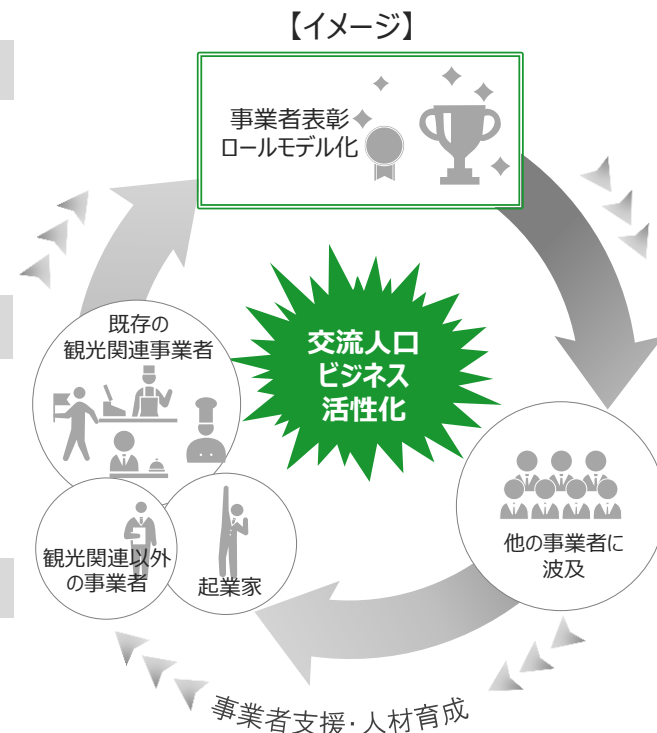 【イメージ】
事業者表彰
ロールモデル化
既存の
観光関連事業者
交流人口
ビジネス
活性化
観光関連以外
の事業者
起業家
他の事業者に
波及
事業者支援・人材育成